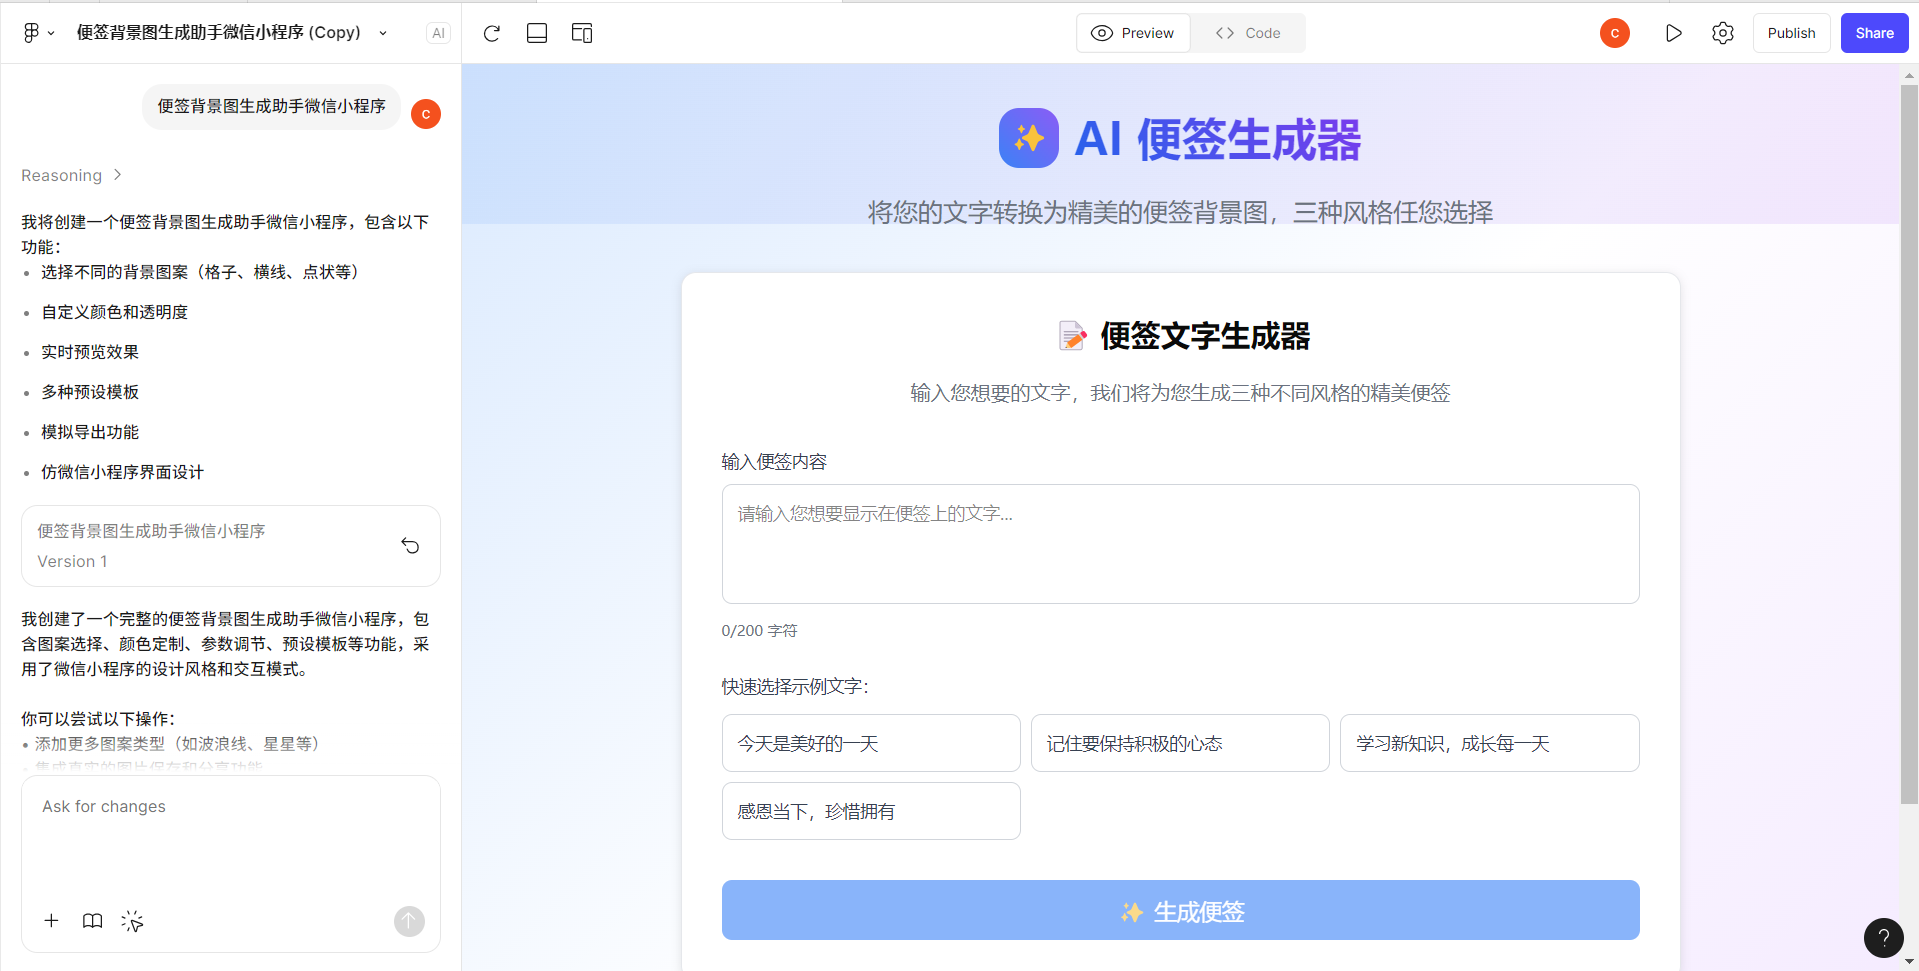 便签背景图生成助手微信小程序 (Copy)
AI
Preview
Code
C
Publish
Share
便签背景图生成助手微信小程序
C
Reasoning
我将创建一个便签背景图生成助手微信小程序，包含以下
功能：
• 选择不同的背景图案（格子、横线、点状等）
• 自定义颜色和透明度
• 实时预览效果
• 多种预设模板
• 模拟导出功能
• 仿微信小程序界面设计
便签背景图生成助手微信小程序
Version 1
我创建了一个完整的便签背景图生成助手微信小程序，包
含图案选择、颜色定制、参数调节、预设模板等功能，采
用了微信小程序的设计风格和交互模式。
你可以尝试以下操作：
• 添加更多图案类型（如波浪线、星星等）
• 集成真实的图片保存和分享功能
Ask for changes
AI 便签生成器
将您的文字转换为精美的便签背景图，三种风格任您选择
便签文字生成器
输入您想要的文字，我们将为您生成三种不同风格的精美便签
输入便签内容
请输入您想要显示在便签上的文字...
0/200 字符
快速选择示例文字：
今天是美好的一天
记住要保持积极的心态
学习新知识，成长每一天
感恩当下，珍惜拥有
生成便签
?